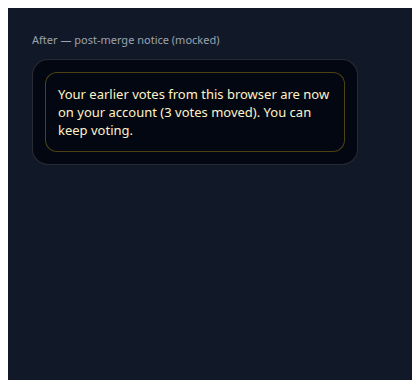 After — post-merge notice (mocked)
Your earlier votes from this browser are now
on your account (3 votes moved). You can
keep voting.